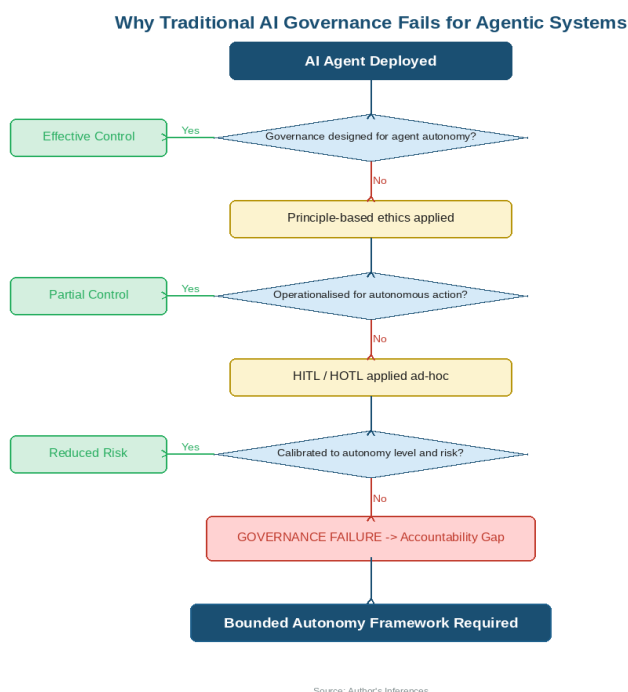 Why Traditional AI Governance Fails for Agentic Systems
AI Agent Deployed
Governance designed for agent autonomy?
Yes
Effective Control
No
Principle-based ethics applied
Operationalised for autonomous action?
Yes
Partial Control
No
HITL / HOTL applied ad-hoc
Calibrated to autonomy level and risk?
Yes
Reduced Risk
No
GOVERNANCE FAILURE -> Accountability Gap
Bounded Autonomy Framework Required
Source: Author's Inferences